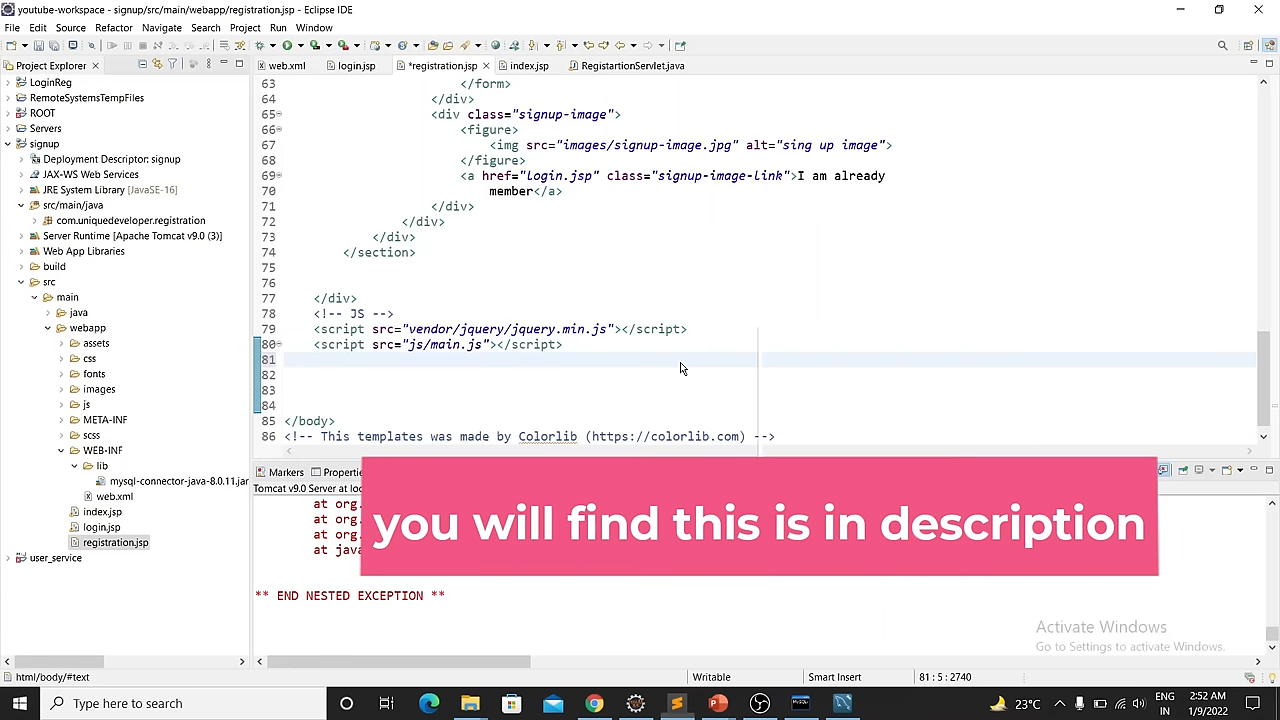 youtube-workspace - signup/src/main/webapp/registration.jsp - Eclipse IDE
File Edit Source Refactor Navigate Search Project Run Window
Project Explorer
web.xml login.jsp *registration.jsp index.jsp RegistartionServlet.java
LoginReg
RemoteSystemsTempFiles
ROOT
Servers
signup
Deployment Descriptor: signup
JAX-WS Web Services
JRE System Library [JavaSE-16]
src/main/java
com.uniquedeveloper.registration
Server Runtime [Apache Tomcat v9.0 (3)]
Web App Libraries
build
src
main
java
webapp
assets
css
fonts
images
js
META-INF
scss
WEB-INF
lib
mysql-connector-java-8.0.11.jar
web.xml
index.jsp
login.jsp
registration.jsp
user_service
63 </form>
64 </div>
65 <div class="signup-image">
66 <figure>
67 <img src="images/signup-image.jpg" alt="sing up image">
68 </figure>
69 <a href="login.jsp" class="signup-image-link">I am already
70 member</a>
71 </div>
72 </div>
73 </div>
74 </section>
75
76
77 </div>
78 <!-- JS -->
79 <script src="vendor/jquery/jquery.min.js"></script>
80 <script src="js/main.js"></script>
81
82
83
84
85 </body>
86 <!-- This templates was made by Colorlib (https://colorlib.com) -->
Markers Properti
Tomcat v9.0 Server at loc
at org.
at org.
at org.
at java
** END NESTED EXCEPTION **
you will find this is in description
Activate Windows
Go to Settings to activate Windows.
html/body/#text Writable Smart Insert 81 : 5 : 2740
Type here to search
23°C
ENG
IN
2:52 AM
1/9/2022